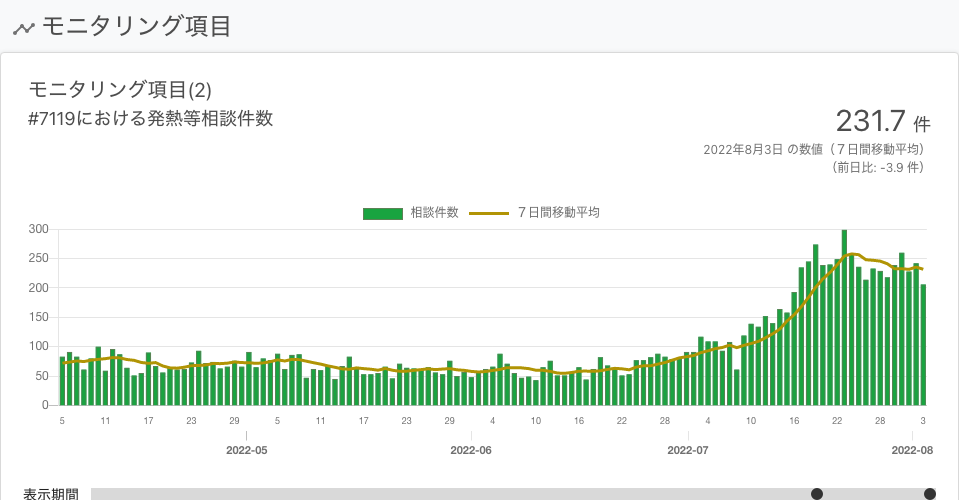 モニタリング項目
モニタリング項目(2)
#7119における発熱等相談件数
231.7 件
2022年8月3日 の数値（７日間移動平均）
（前日比: -3.9 件）
相談件数 ７日間移動平均
300
250
200
150
100
50
0
5 11 17 23 29 5 11 17 23 29 4 10 16 22 28 4 10 16 22 28 3
2022-05 2022-06 2022-07 2022-08
表示期間